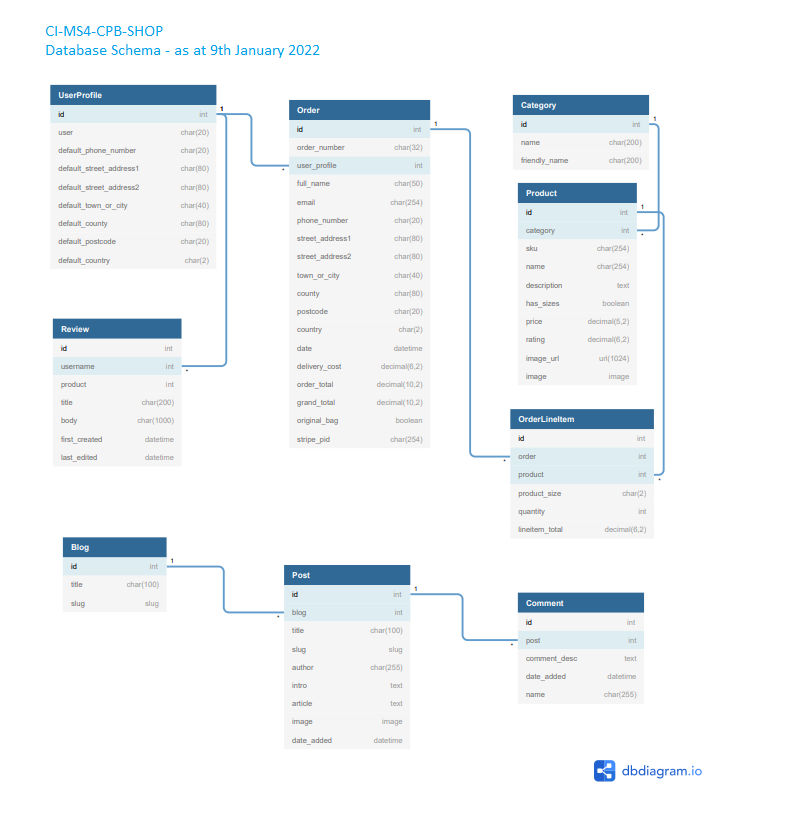 CI-MS4-CPB-SHOP
Database Schema - as at 9th January 2022
UserProfile
id int
user char(20)
default_phone_number char(20)
default_street_address1 char(80)
default_street_address2 char(80)
default_town_or_city char(40)
default_county char(80)
default_postcode char(20)
default_country char(2)
1
Order
id int
order_number char(32)
user_profile int
full_name char(50)
email char(254)
phone_number char(20)
street_address1 char(80)
street_address2 char(80)
town_or_city char(40)
county char(80)
postcode char(20)
country char(2)
date datetime
delivery_cost decimal(6,2)
order_total decimal(10,2)
grand_total decimal(10,2)
original_bag boolean
stripe_pid char(254)
*
1
Category
id int
name char(200)
friendly_name char(200)
1
Product
id int
category int
sku char(254)
name char(254)
description text
has_sizes boolean
price decimal(5,2)
rating decimal(6,2)
image_url url(1024)
image image
1
*
Review
id int
username int
product int
title char(200)
body char(1000)
first_created datetime
last_edited datetime
*
OrderLineItem
id int
order int
product int
product_size char(2)
quantity int
lineitem_total decimal(6,2)
*
*
Blog
id int
title char(100)
slug slug
1
Post
id int
blog int
title char(100)
slug slug
author char(255)
intro text
article text
image image
date_added datetime
*
1
Comment
id int
post int
comment_desc text
date_added datetime
name char(255)
*
dbdiagram.io